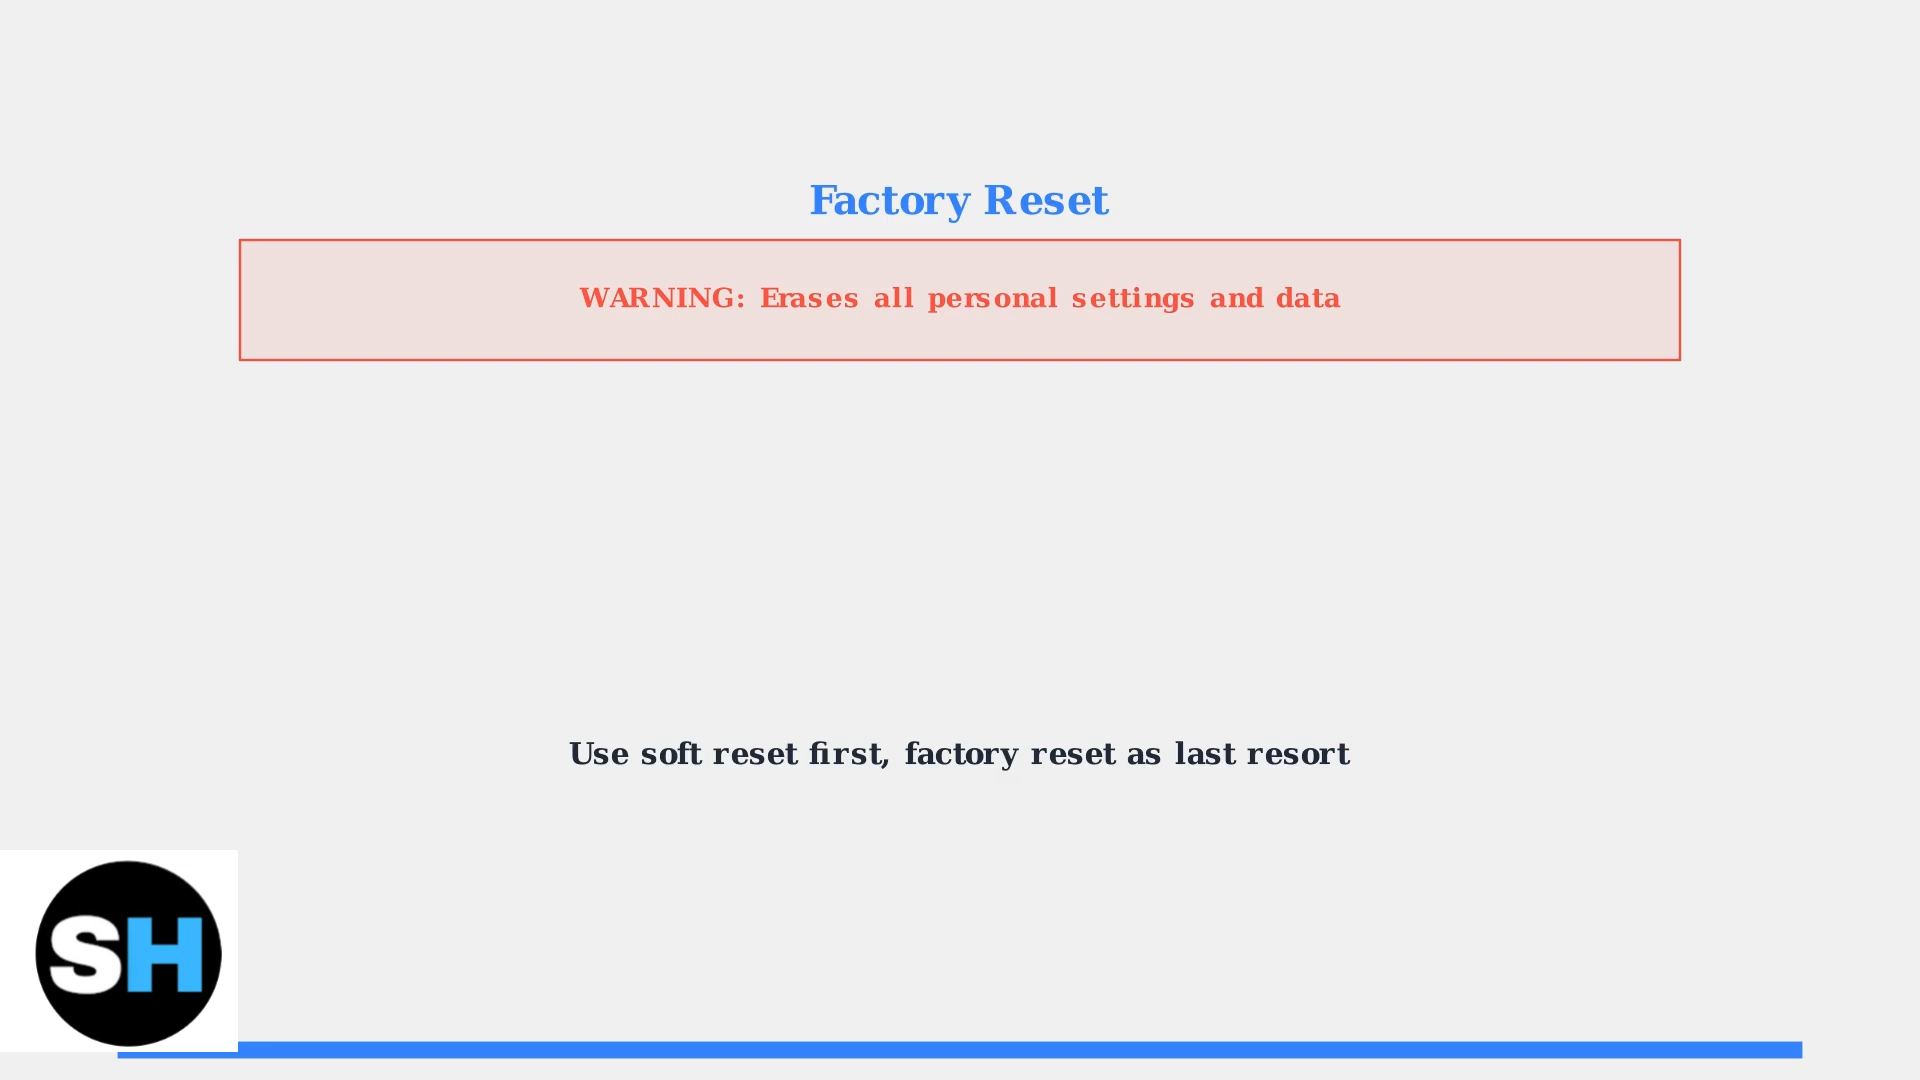 Factory Reset
WARNING: Erases all personal settings and data
Use soft reset first, factory reset as last resort
SH